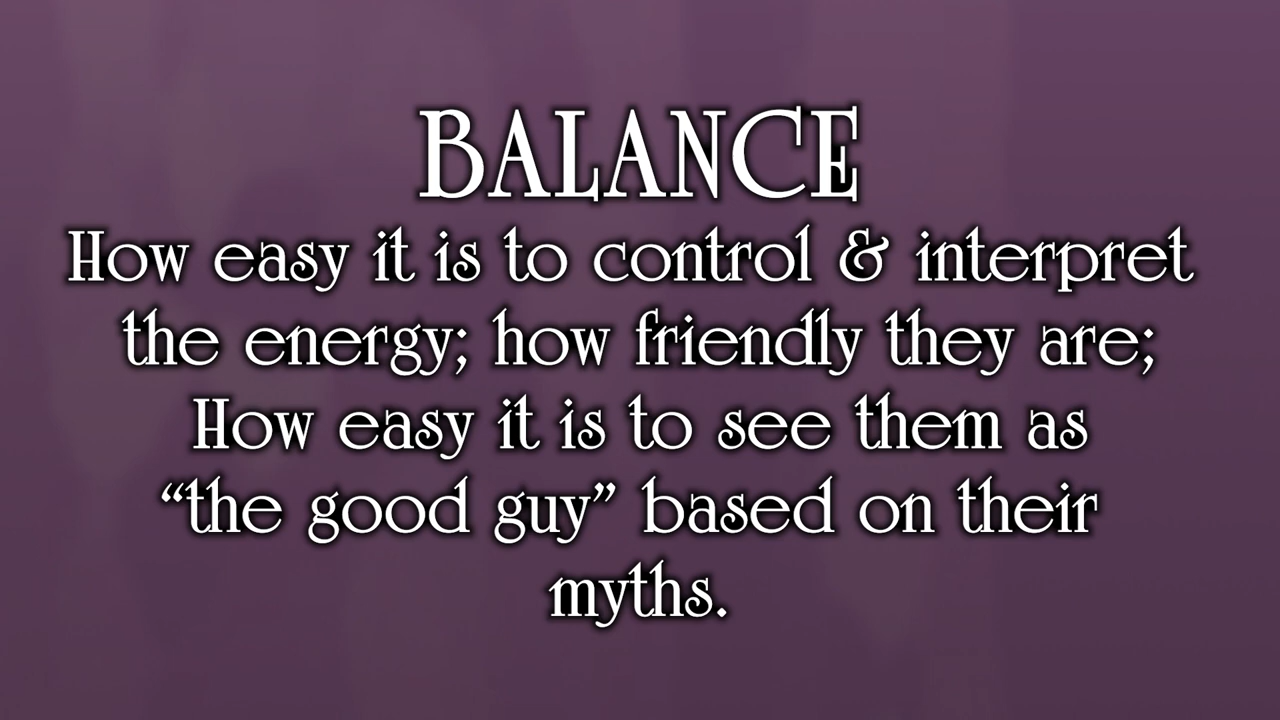 BALANCE
How easy it is to control & interpret
the energy; how friendly they are;
How easy it is to see them as
“the good guy” based on their
myths.